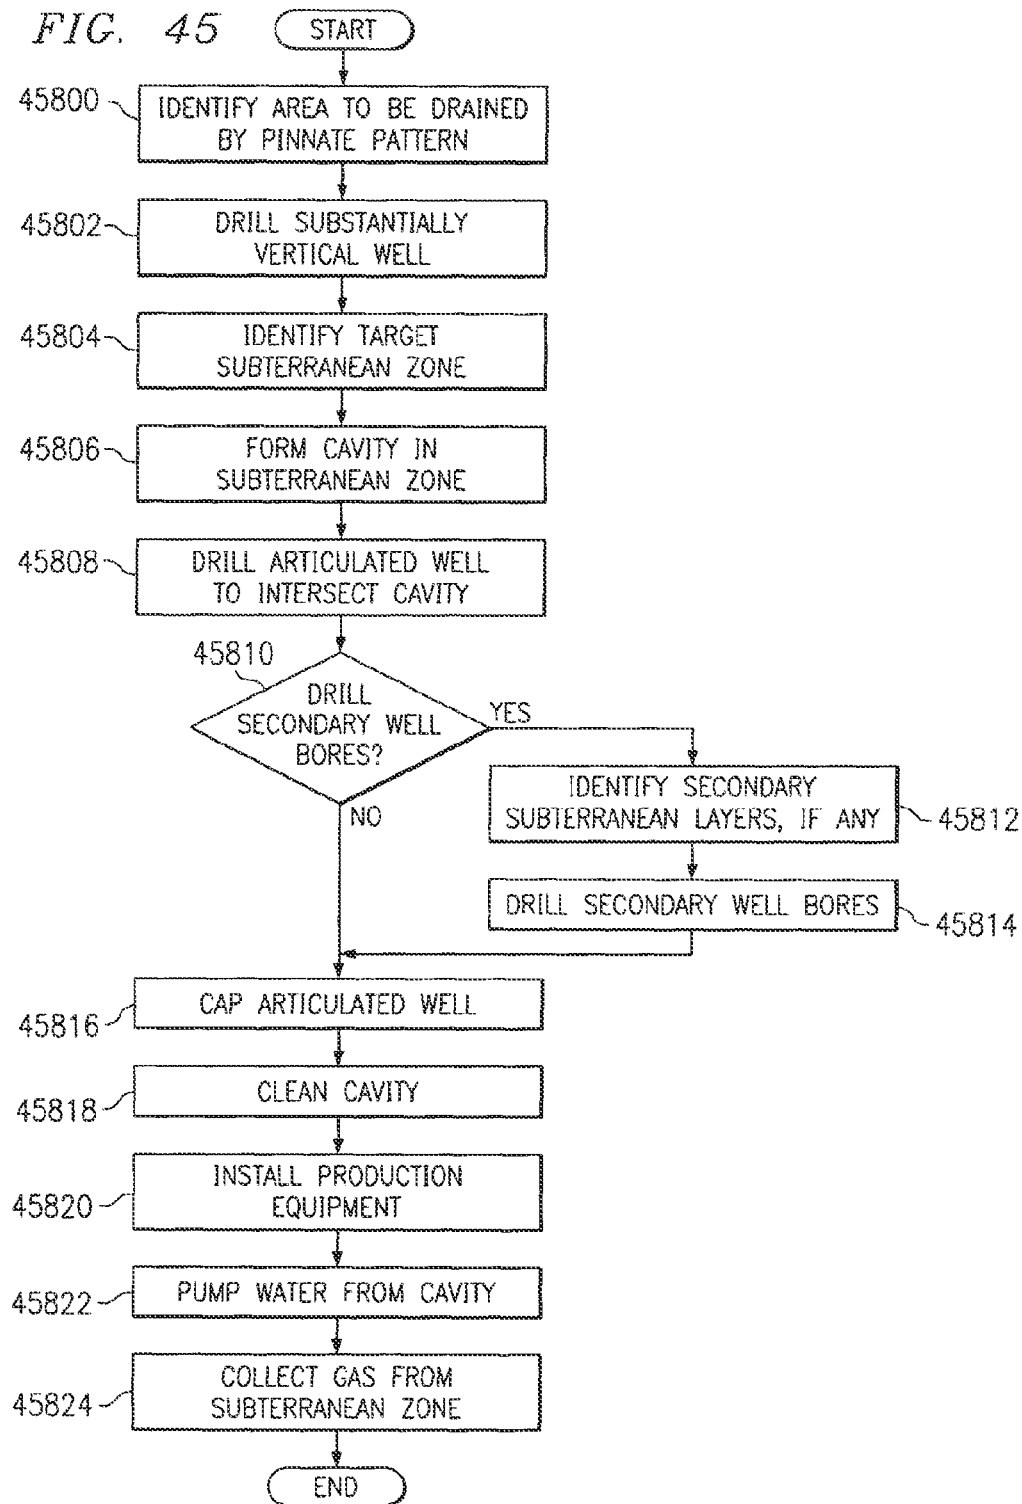 FIG. 45
START
45800
IDENTIFY AREA TO BE DRAINED
BY PINNATE PATTERN
45802
DRILL SUBSTANTIALLY
VERTICAL WELL
45804
IDENTIFY TARGET
SUBTERRANEAN ZONE
45806
FORM CAVITY IN
SUBTERRANEAN ZONE
45808
DRILL ARTICULATED WELL
TO INTERSECT CAVITY
45810
DRILL
SECONDARY WELL
BORES?
YES
NO
IDENTIFY SECONDARY
SUBTERRANEAN LAYERS, IF ANY
45812
DRILL SECONDARY WELL BORES
45814
CAP ARTICULATED WELL
45816
CLEAN CAVITY
45818
INSTALL PRODUCTION
EQUIPMENT
45820
PUMP WATER FROM CAVITY
45822
COLLECT GAS FROM
SUBTERRANEAN ZONE
45824
END